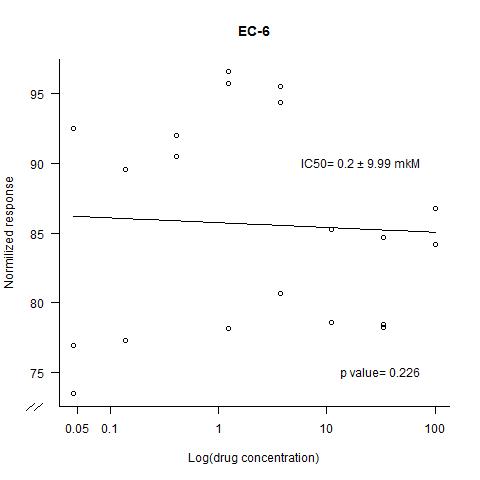 EC-6
95
90
85
80
75
Normilized response
IC50= 0.2 ± 9.99 mkM
p value= 0.226
0.05 0.1 1 10 100
Log(drug concentration)